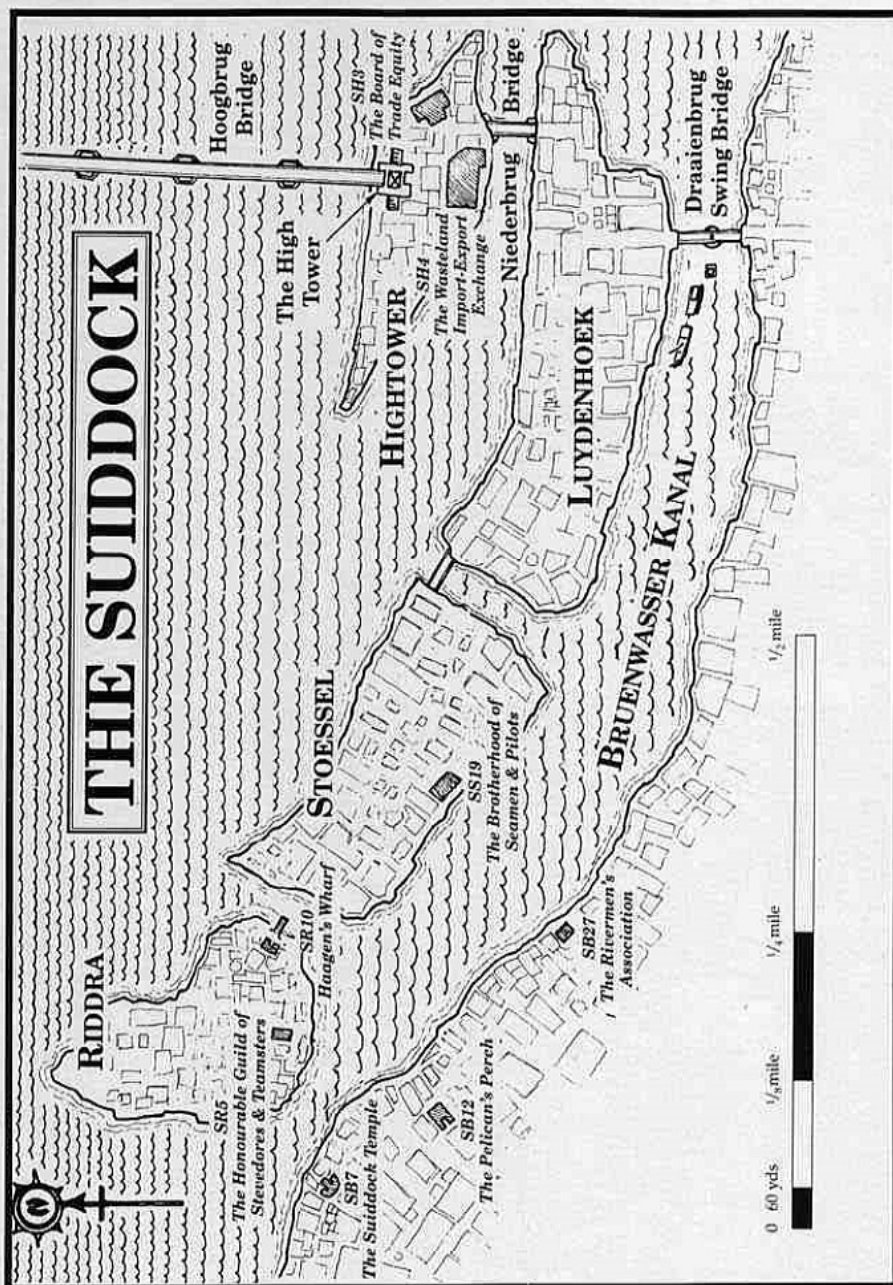 THE SUIDDOCK
N
Hoogbrug
Bridge
The High
Tower
SH3
The Board of
Trade Equity
HIGHTOWER
SH4
The Wasteland
Import-Export
Exchange
Niederbrug
Bridge
RIDDRA
SR5
The Honourable Guild of
Stevedores & Teamsters
SR10
Haagen's Wharf
STOESSEL
SS19
The Brotherhood of
Seamen & Pilots
LUYDENHOEK
Draaienbrug
Swing Bridge
BRUENWASSER KANAL
SB7
The Suiddock Temple
SB12
The Pelican's Perch
SB27
The Rivermen's
Association
0 60 yds
1/8 mile
1/4 mile
1/2 mile